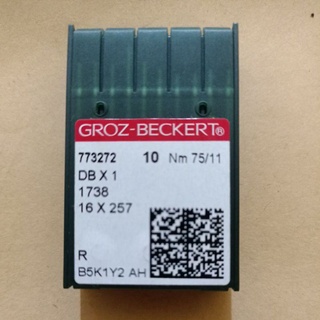 GROZ-BECKERT®
773272 10 Nm 75/11
DB X 1
1738
16 X 257
R
B5K1Y2 AH